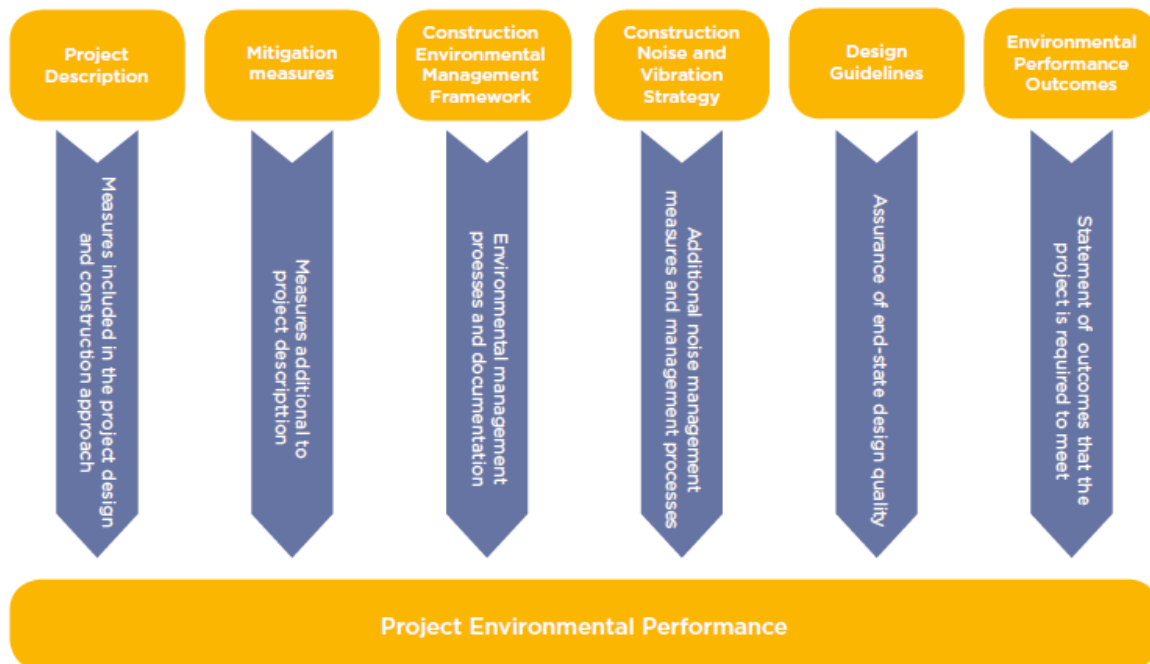 Project
Description
Mitigation
measures
Construction
Environmental
Management
Framework
Construction
Noise and
Vibration
Strategy
Design
Guidelines
Environmental
Performance
Outcomes
Measures included in the project design
and construction approach
Measures additional to
project descripttion
Environmental management
proesses and documentation
Additional noise management
measures and management processes
Assurance of end-state design quality
Statement of outcomes that the
project is required to meet
Project Environmental Performance